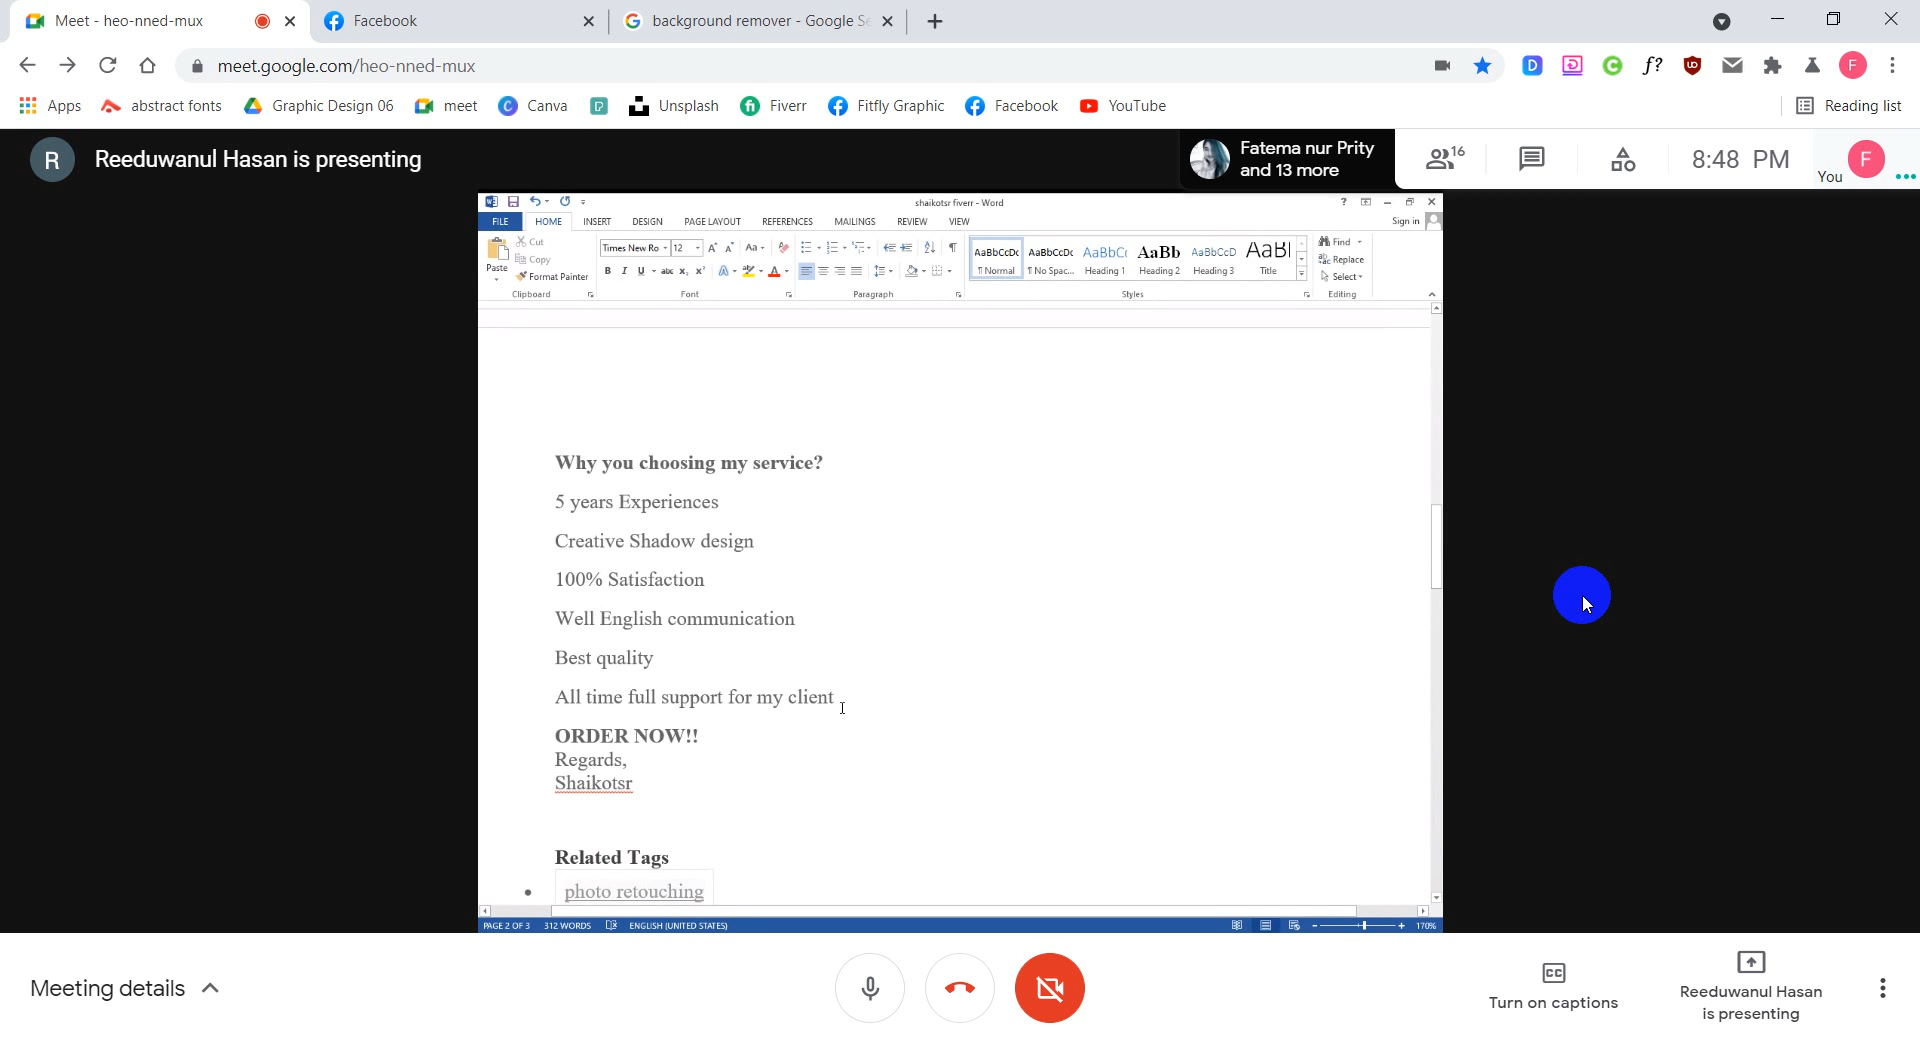 Meet - heo-nned-mux
Facebook
background remover - Google Se
meet.google.com/heo-nned-mux
Apps
abstract fonts
Graphic Design 06
meet
Canva
Unsplash
Fiverr
Fitfly Graphic
Facebook
YouTube
Reading list
R
Reeduwanul Hasan is presenting
Fatema nur Prity
and 13 more
16
8:48 PM
You
F
shaikotsr fiverr - Word
FILE
HOME
INSERT
DESIGN
PAGE LAYOUT
REFERENCES
MAILINGS
REVIEW
VIEW
Sign in
Paste
Cut
Copy
Format Painter
Clipboard
Times New Ro
12
Font
Paragraph
AaBbCcDc
¶ Normal
AaBbCcDc
¶ No Spac...
AaBbCc
Heading 1
AaBb
Heading 2
AaBbCcD
Heading 3
AaBI
Title
Styles
Find
Replace
Select
Editing
Why you choosing my service?
5 years Experiences
Creative Shadow design
100% Satisfaction
Well English communication
Best quality
All time full support for my client
ORDER NOW!!
Regards,
Shaikotsr
Related Tags
photo retouching
PAGE 2 OF 3
312 WORDS
ENGLISH (UNITED STATES)
170%
Meeting details
Turn on captions
Reeduwanul Hasan
is presenting